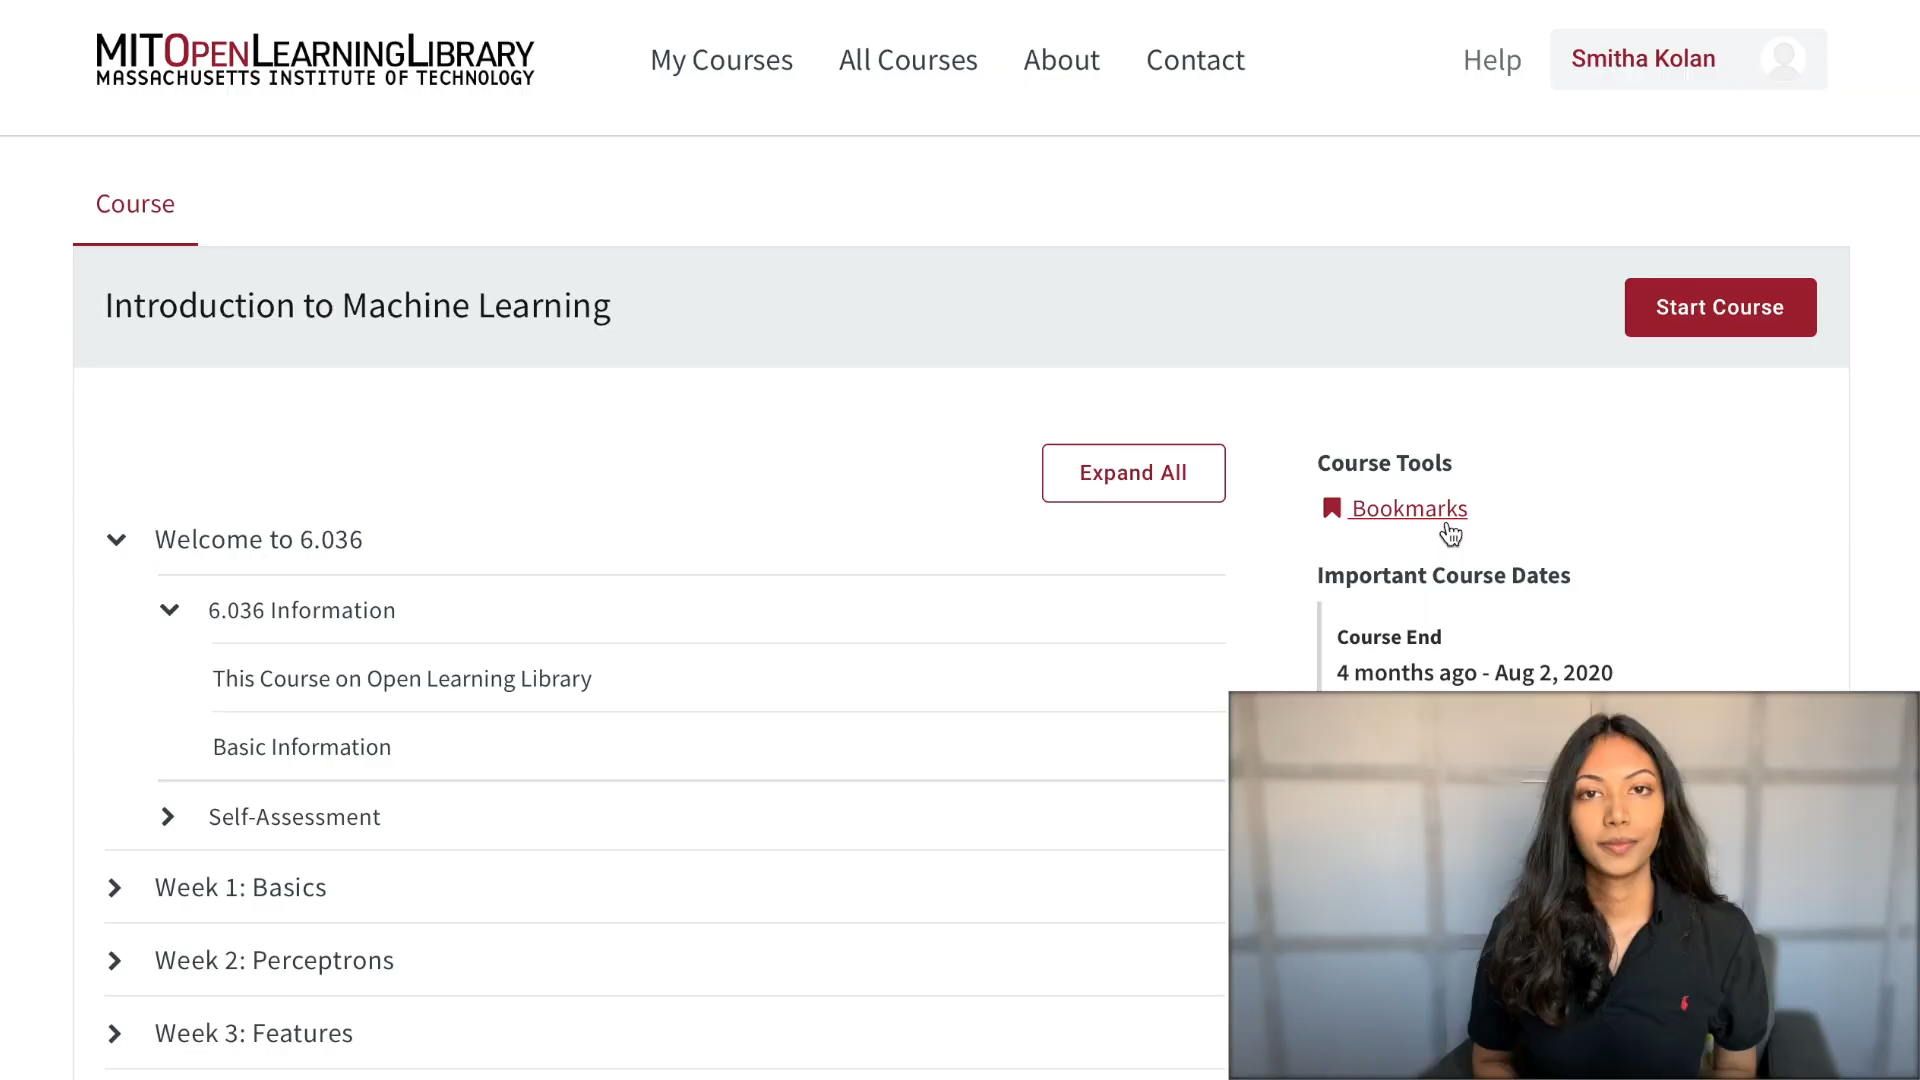 MITOPENLEARNINGLIBRARY
MASSACHUSETTS INSTITUTE OF TECHNOLOGY
My Courses
All Courses
About
Contact
Help
Smitha Kolan
Course
Introduction to Machine Learning
Start Course
Expand All
Welcome to 6.036
6.036 Information
This Course on Open Learning Library
Basic Information
Self-Assessment
Week 1: Basics
Week 2: Perceptrons
Week 3: Features
Course Tools
Bookmarks
Important Course Dates
Course End
4 months ago - Aug 2, 2020